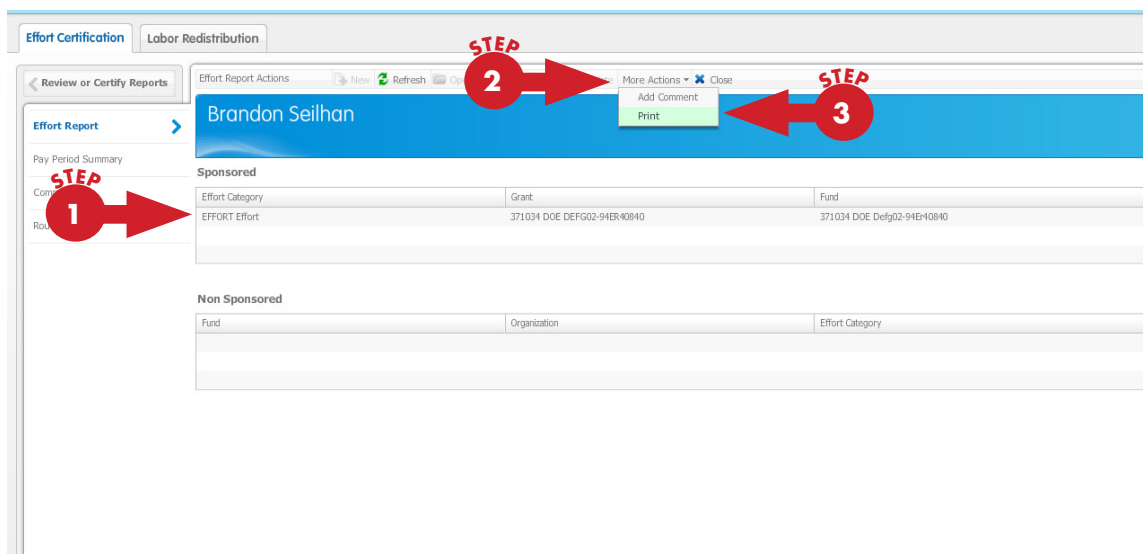 Effort Certification
Labor Redistribution
STEP
2
STEP
3
Review or Certify Reports
Effort Report Actions
New
Refresh
More Actions
Close
Add Comment
Print
Brandon Seilhan
Effort Report
Pay Period Summary
STEP
1
Sponsored
Effort Category
Grant
Fund
EFFORT Effort
371034 DOE DEFG02-94ER40840
371034 DOE Defg02-94Er40840
Non Sponsored
Fund
Organization
Effort Category